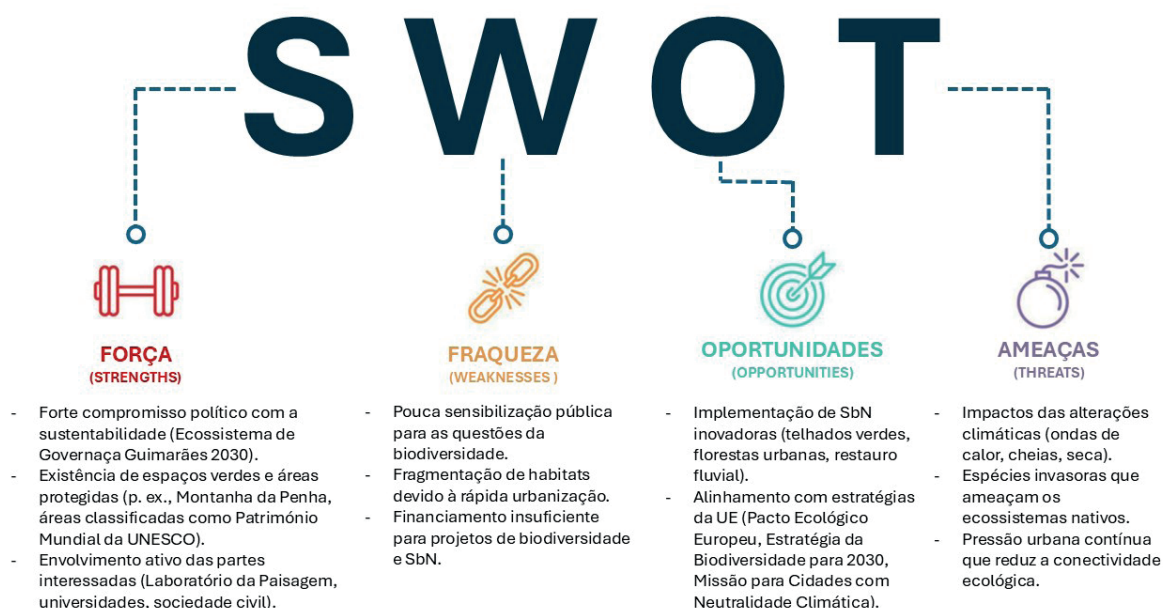 SWOT
FORÇA
(STRENGTHS)
- Forte compromisso político com a
sustentabilidade (Ecossistema de
Governaça Guimarães 2030).
- Existência de espaços verdes e áreas
protegidas (p. ex., Montanha da Penha,
áreas classificadas como Património
Mundial da UNESCO).
- Envolvimento ativo das partes
interessadas (Laboratório da Paisagem,
universidades, sociedade civil).
FRAQUEZA
(WEAKNESSES )
- Pouca sensibilização pública
para as questões da
biodiversidade.
- Fragmentação de habitats
devido à rápida urbanização.
- Financiamento insuficiente
para projetos de biodiversidade
e SbN.
OPORTUNIDADES
(OPPORTUNITIES)
- Implementação de SbN
inovadoras (telhados verdes,
florestas urbanas, restauro
fluvial).
- Alinhamento com estratégias
da UE (Pacto Ecológico
Europeu, Estratégia da
Biodiversidade para 2030,
Missão para Cidades com
Neutralidade Climática).
AMEAÇAS
(THREATS)
- Impactos das alterações
climáticas (ondas de
calor, cheias, seca).
- Espécies invasoras que
ameaçam os
ecossistemas nativos.
- Pressão urbana contínua
que reduz a conectividade
ecológica.